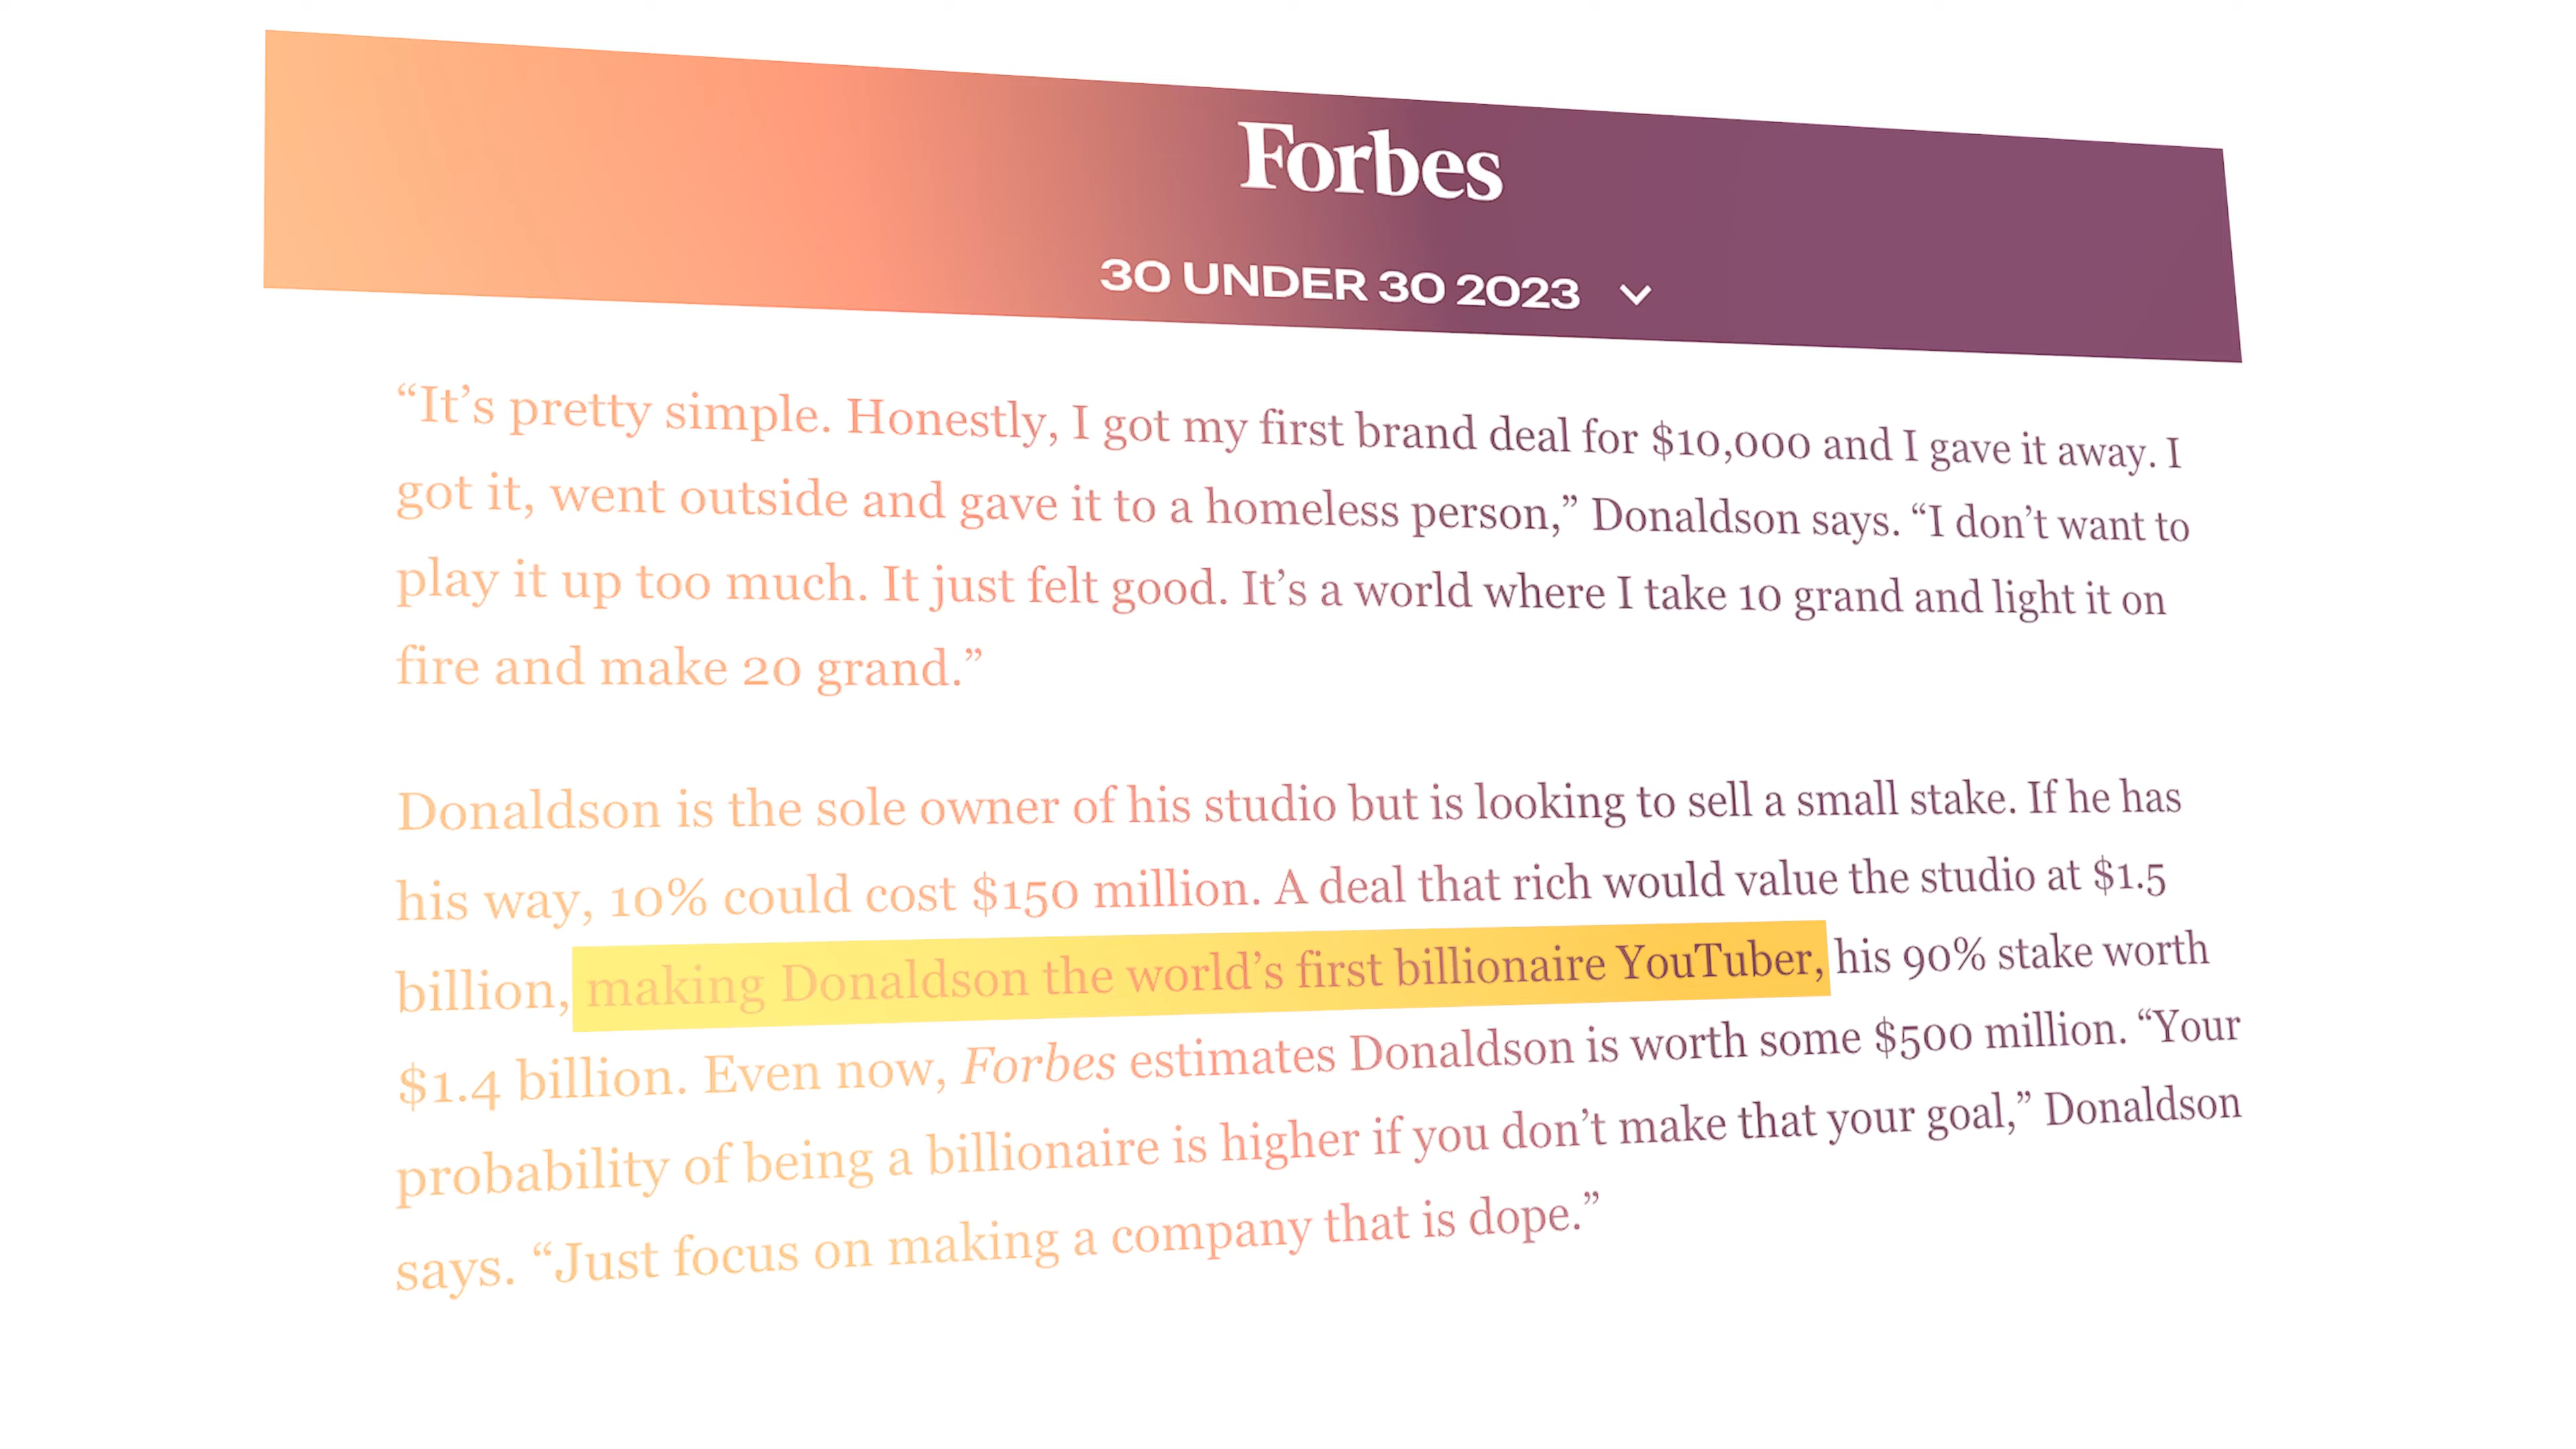 Forbes
30 UNDER 30 2023
“It’s pretty simple. Honestly, I got my first brand deal for $10,000 and I gave it away. I
got it, went outside and gave it to a homeless person,” Donaldson says. “I don’t want to
play it up too much. It just felt good. It’s a world where I take 10 grand and light it on
fire and make 20 grand.”
Donaldson is the sole owner of his studio but is looking to sell a small stake. If he has
his way, 10% could cost $150 million. A deal that rich would value the studio at $1.5
billion, making Donaldson the world’s first billionaire YouTuber, his 90% stake worth
$1.4 billion. Even now, Forbes estimates Donaldson is worth some $500 million. “Your
probability of being a billionaire is higher if you don’t make that your goal,” Donaldson
says. “Just focus on making a company that is dope.”